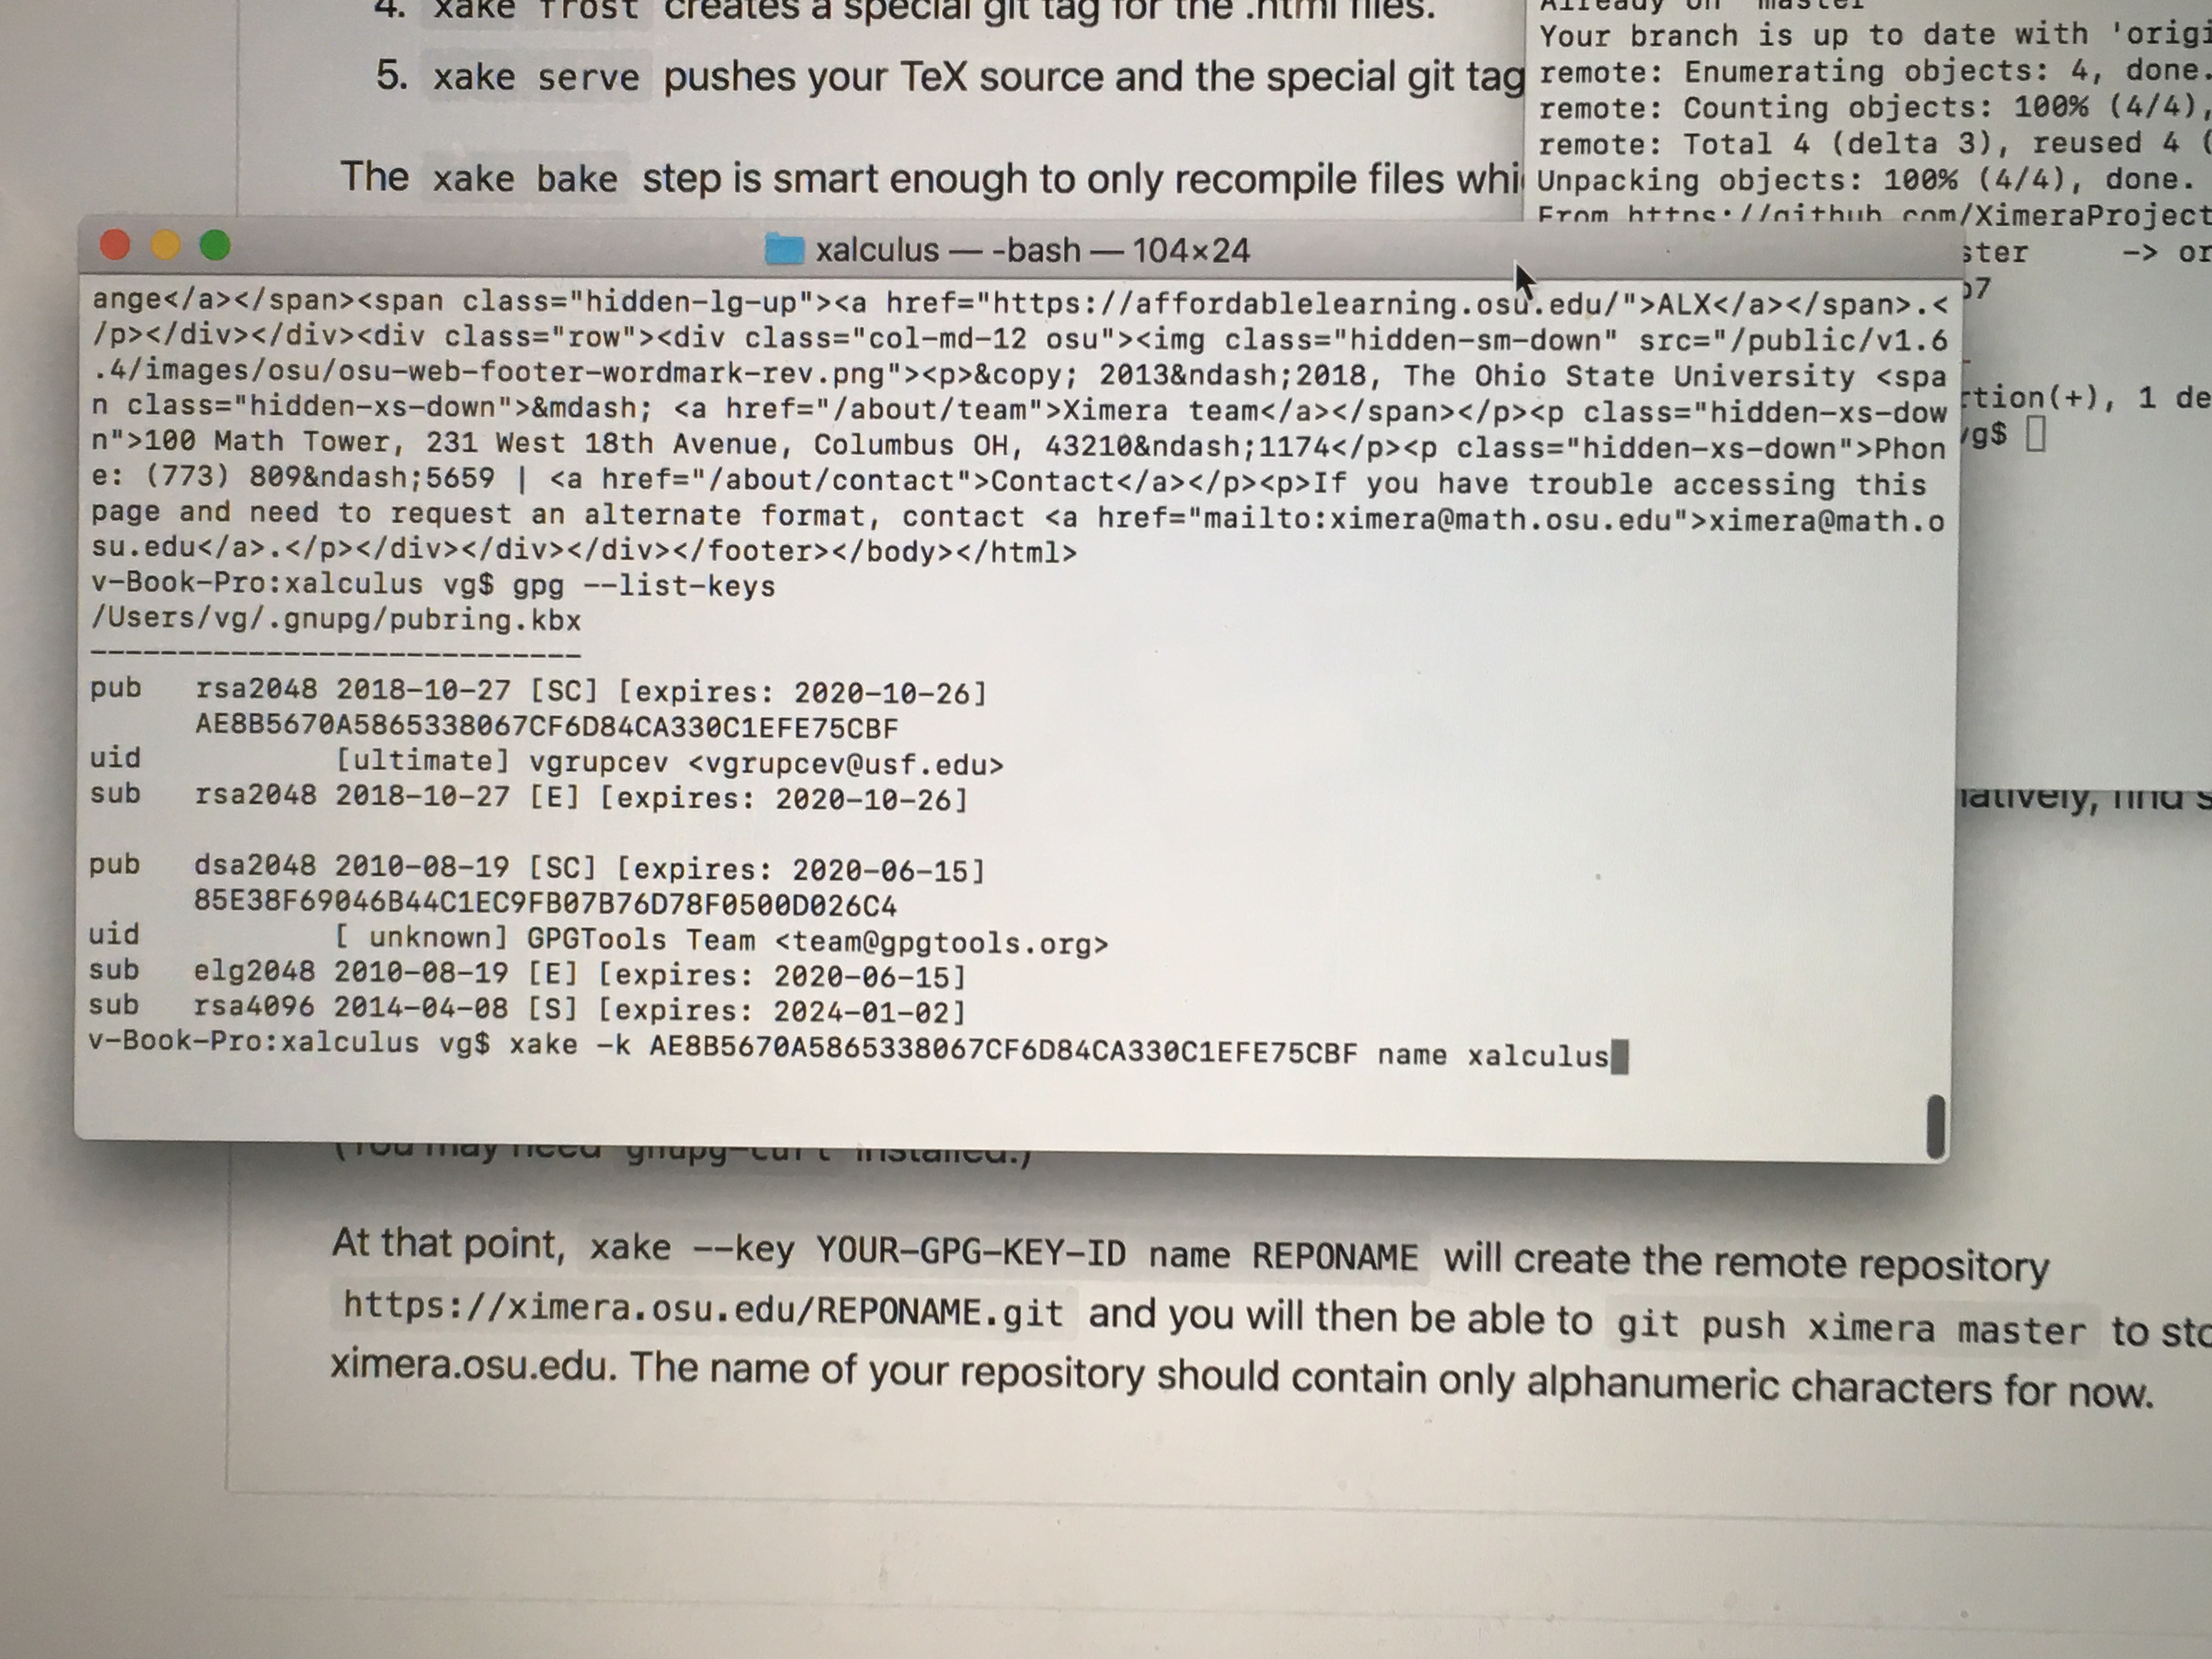 4. xake frost creates a special git tag for the .html files.
5. xake serve pushes your TeX source and the special git tag
The xake bake step is smart enough to only recompile files whi
Already on 'master'
Your branch is up to date with 'origi
remote: Enumerating objects: 4, done.
remote: Counting objects: 100% (4/4),
remote: Total 4 (delta 3), reused 4 (
Unpacking objects: 100% (4/4), done.
From https://github.com/XimeraProject
ster -> or
b7
rtion(+), 1 de
vg$
xalculus — -bash — 104×24
ange</a></span><span class="hidden-lg-up"><a href="https://affordablelearning.osu.edu/">ALX</a></span>.<
/p></div></div><div class="row"><div class="col-md-12 osu"><img class="hidden-sm-down" src="/public/v1.6
.4/images/osu/osu-web-footer-wordmark-rev.png"><p>&copy; 2013&ndash;2018, The Ohio State University <spa
n class="hidden-xs-down">&mdash; <a href="/about/team">Ximera team</a></span></p><p class="hidden-xs-dow
n">100 Math Tower, 231 West 18th Avenue, Columbus OH, 43210&ndash;1174</p><p class="hidden-xs-down">Phon
e: (773) 809&ndash;5659 | <a href="/about/contact">Contact</a></p><p>If you have trouble accessing this
page and need to request an alternate format, contact <a href="mailto:ximera@math.osu.edu">ximera@math.o
su.edu</a>.</p></div></div></div></footer></body></html>
v-Book-Pro:xalculus vg$ gpg --list-keys
/Users/vg/.gnupg/pubring.kbx
----------------------------
pub rsa2048 2018-10-27 [SC] [expires: 2020-10-26]
AE8B5670A5865338067CF6D84CA330C1EFE75CBF
uid [ultimate] vgrupcev <vgrupcev@usf.edu>
sub rsa2048 2018-10-27 [E] [expires: 2020-10-26]
pub dsa2048 2010-08-19 [SC] [expires: 2020-06-15]
85E38F69046B44C1EC9FB07B76D78F0500D026C4
uid [ unknown] GPGTools Team <team@gpgtools.org>
sub elg2048 2010-08-19 [E] [expires: 2020-06-15]
sub rsa4096 2014-04-08 [S] [expires: 2024-01-02]
v-Book-Pro:xalculus vg$ xake -k AE8B5670A5865338067CF6D84CA330C1EFE75CBF name xalculus
natively, find s
(You may need gnupg-curl installed.)
At that point, xake --key YOUR-GPG-KEY-ID name REPONAME will create the remote repository
https://ximera.osu.edu/REPONAME.git and you will then be able to git push ximera master to sto
ximera.osu.edu. The name of your repository should contain only alphanumeric characters for now.